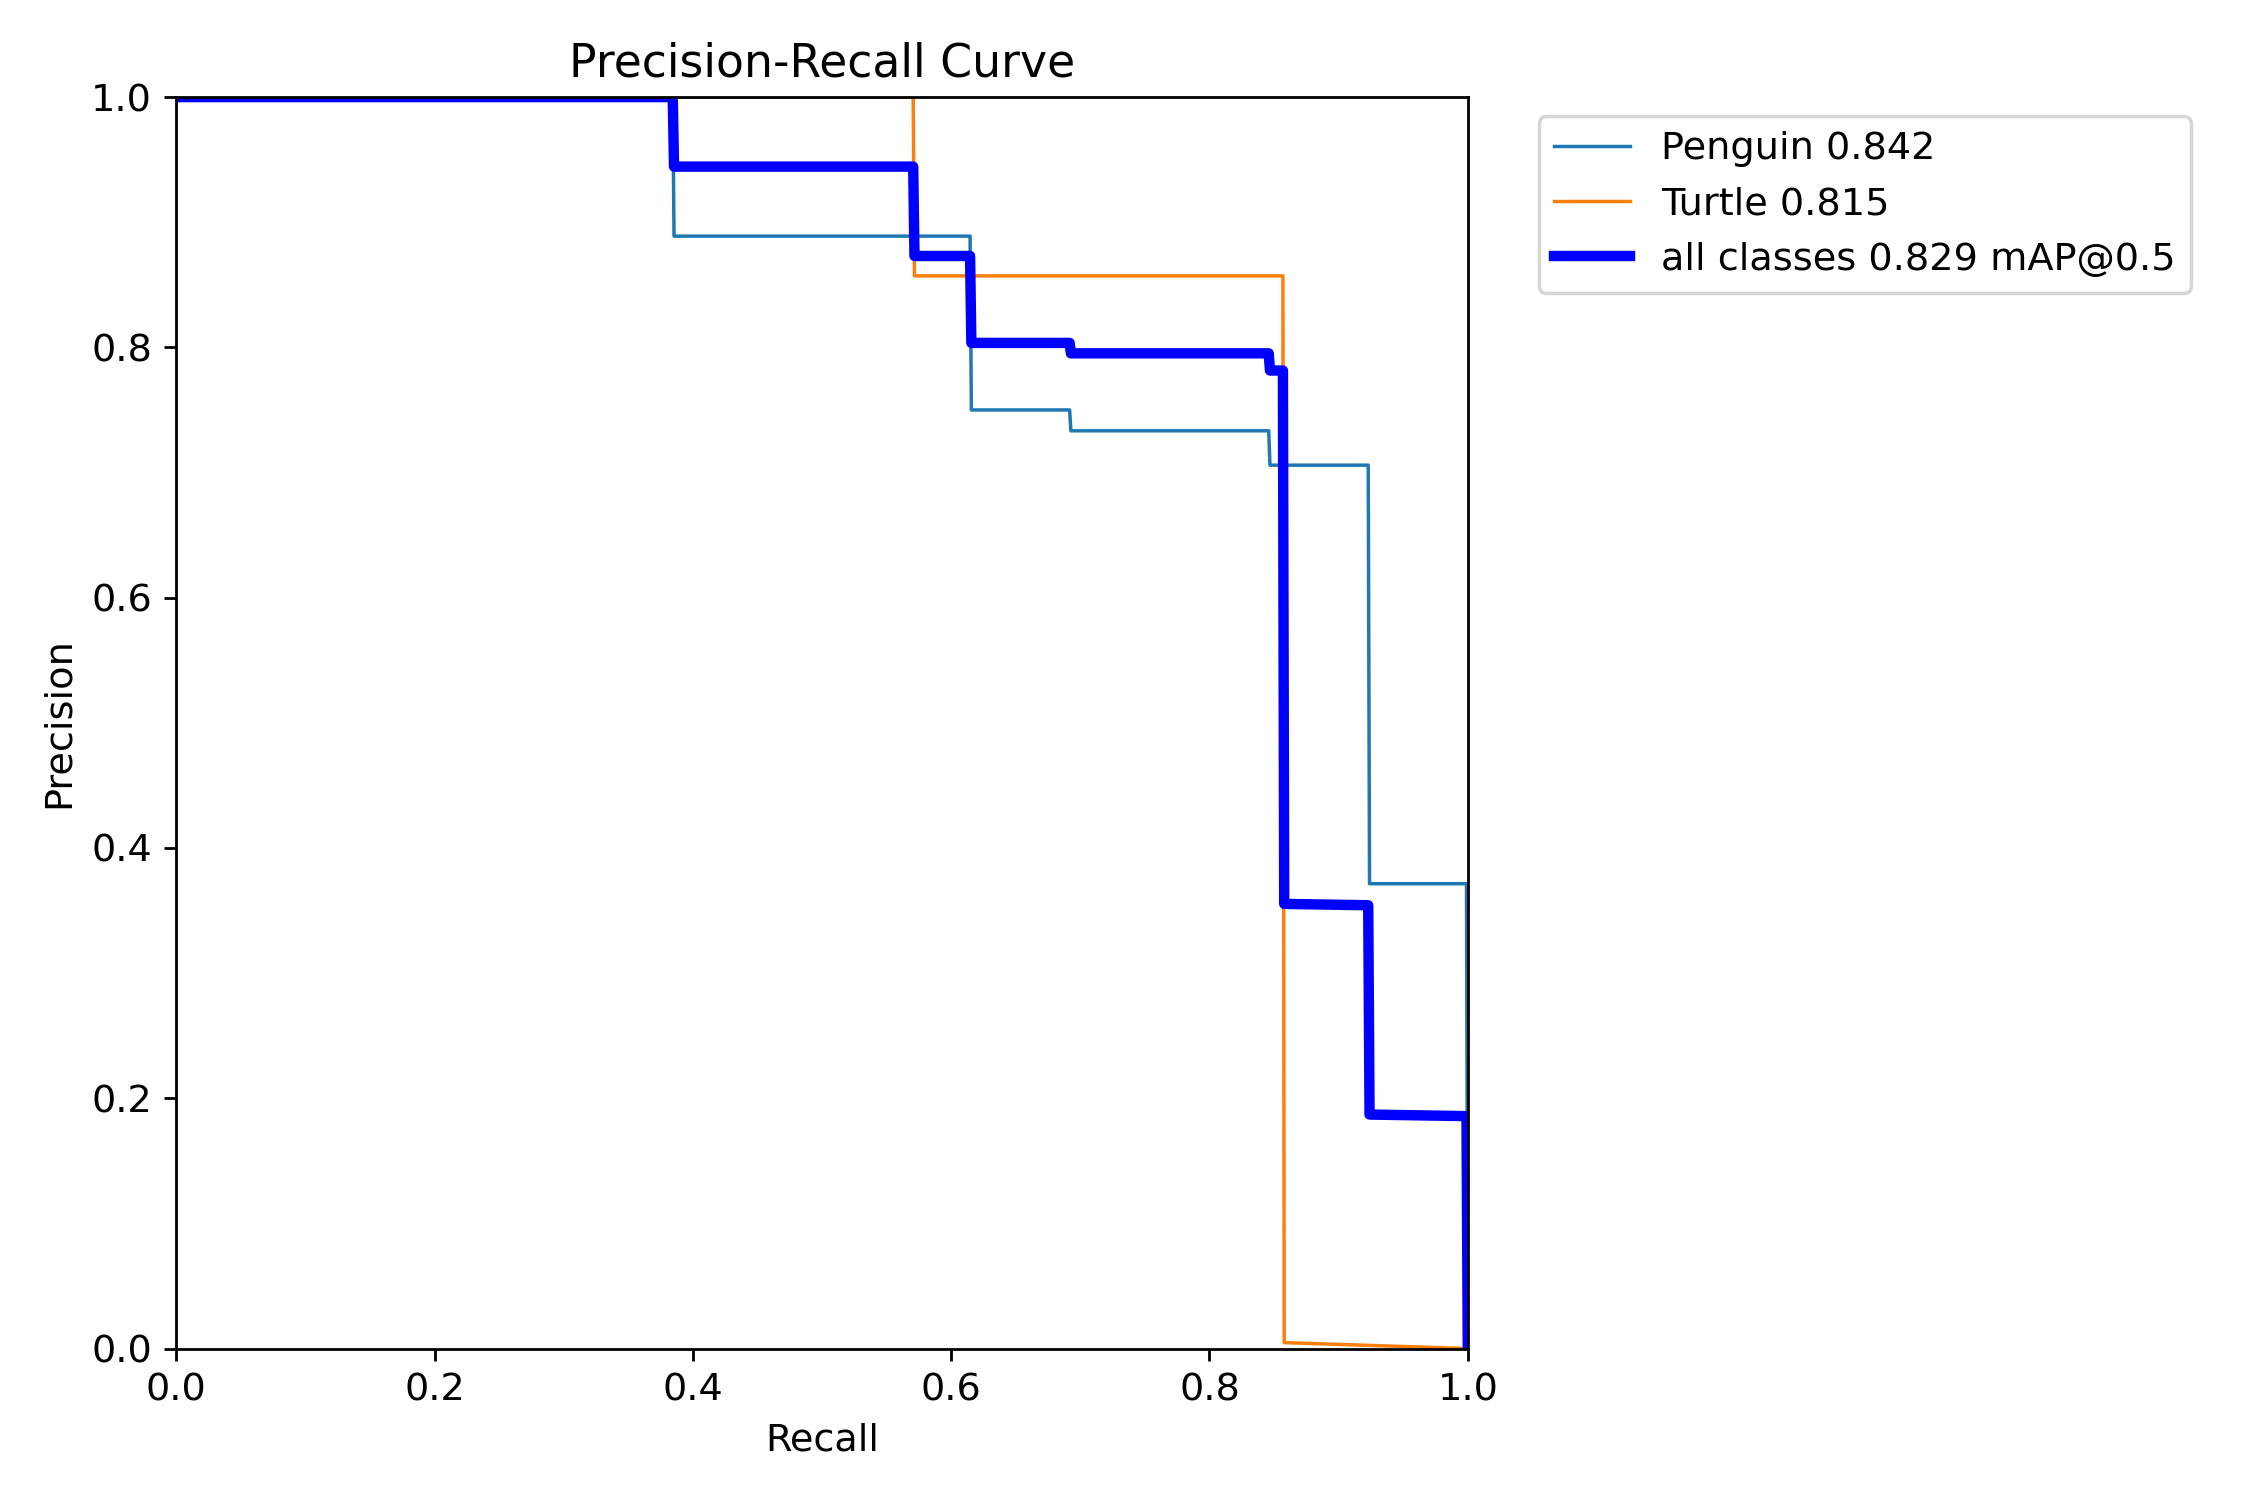 Precision-Recall Curve
1.0
0.8
0.6
0.4
0.2
0.0
Precision
0.0 0.2 0.4 0.6 0.8 1.0
Recall
Penguin 0.842
Turtle 0.815
all classes 0.829 mAP@0.5